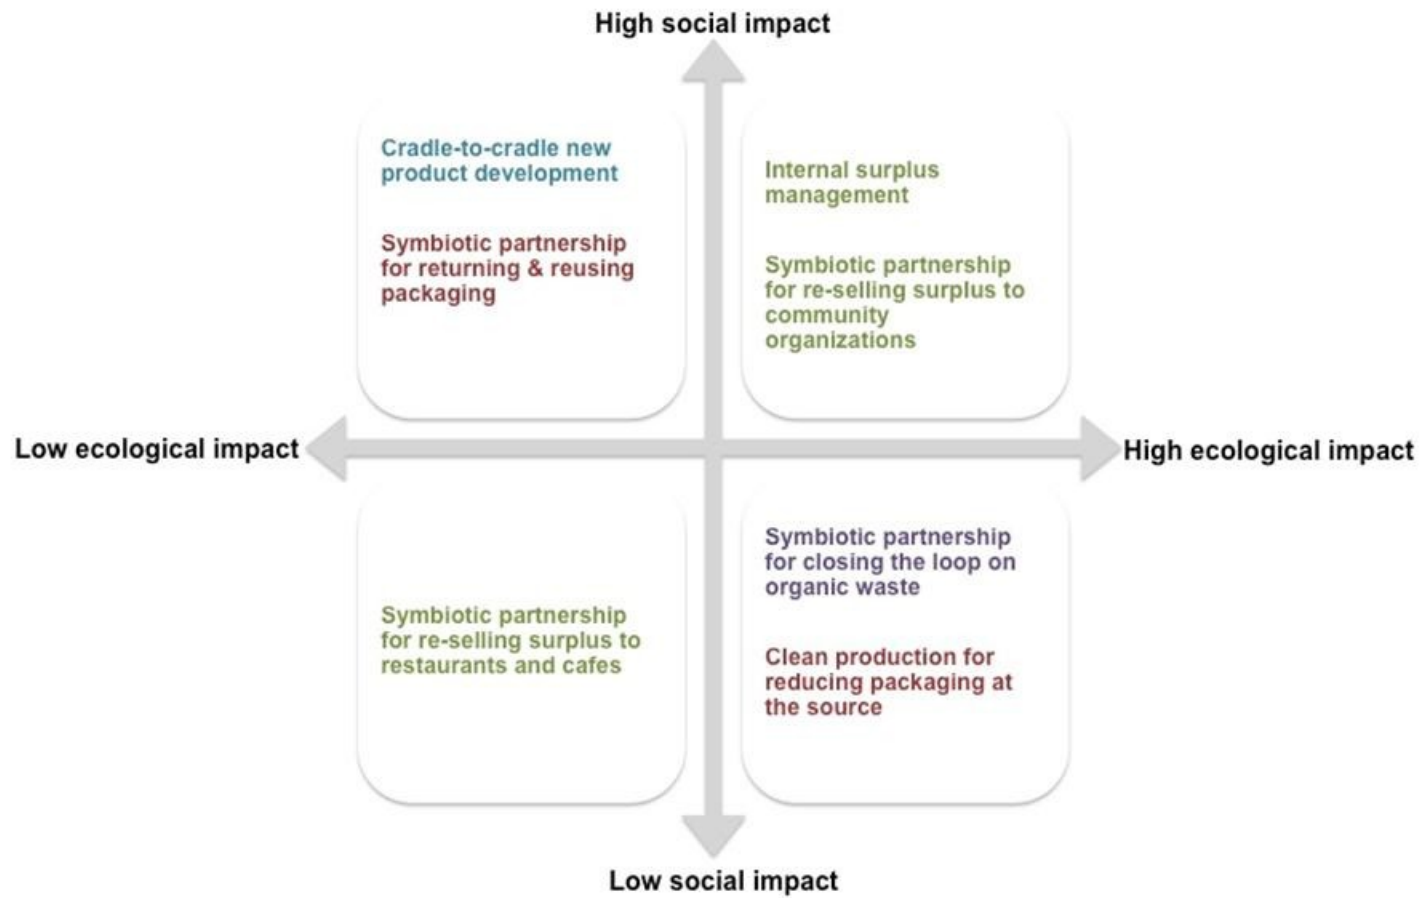 High social impact
Cradle-to-cradle new
product development
Symbiotic partnership
for returning & reusing
packaging
Internal surplus
management
Symbiotic partnership
for re-selling surplus to
community
organizations
Low ecological impact
High ecological impact
Symbiotic partnership
for re-selling surplus to
restaurants and cafes
Symbiotic partnership
for closing the loop on
organic waste
Clean production for
reducing packaging at
the source
Low social impact